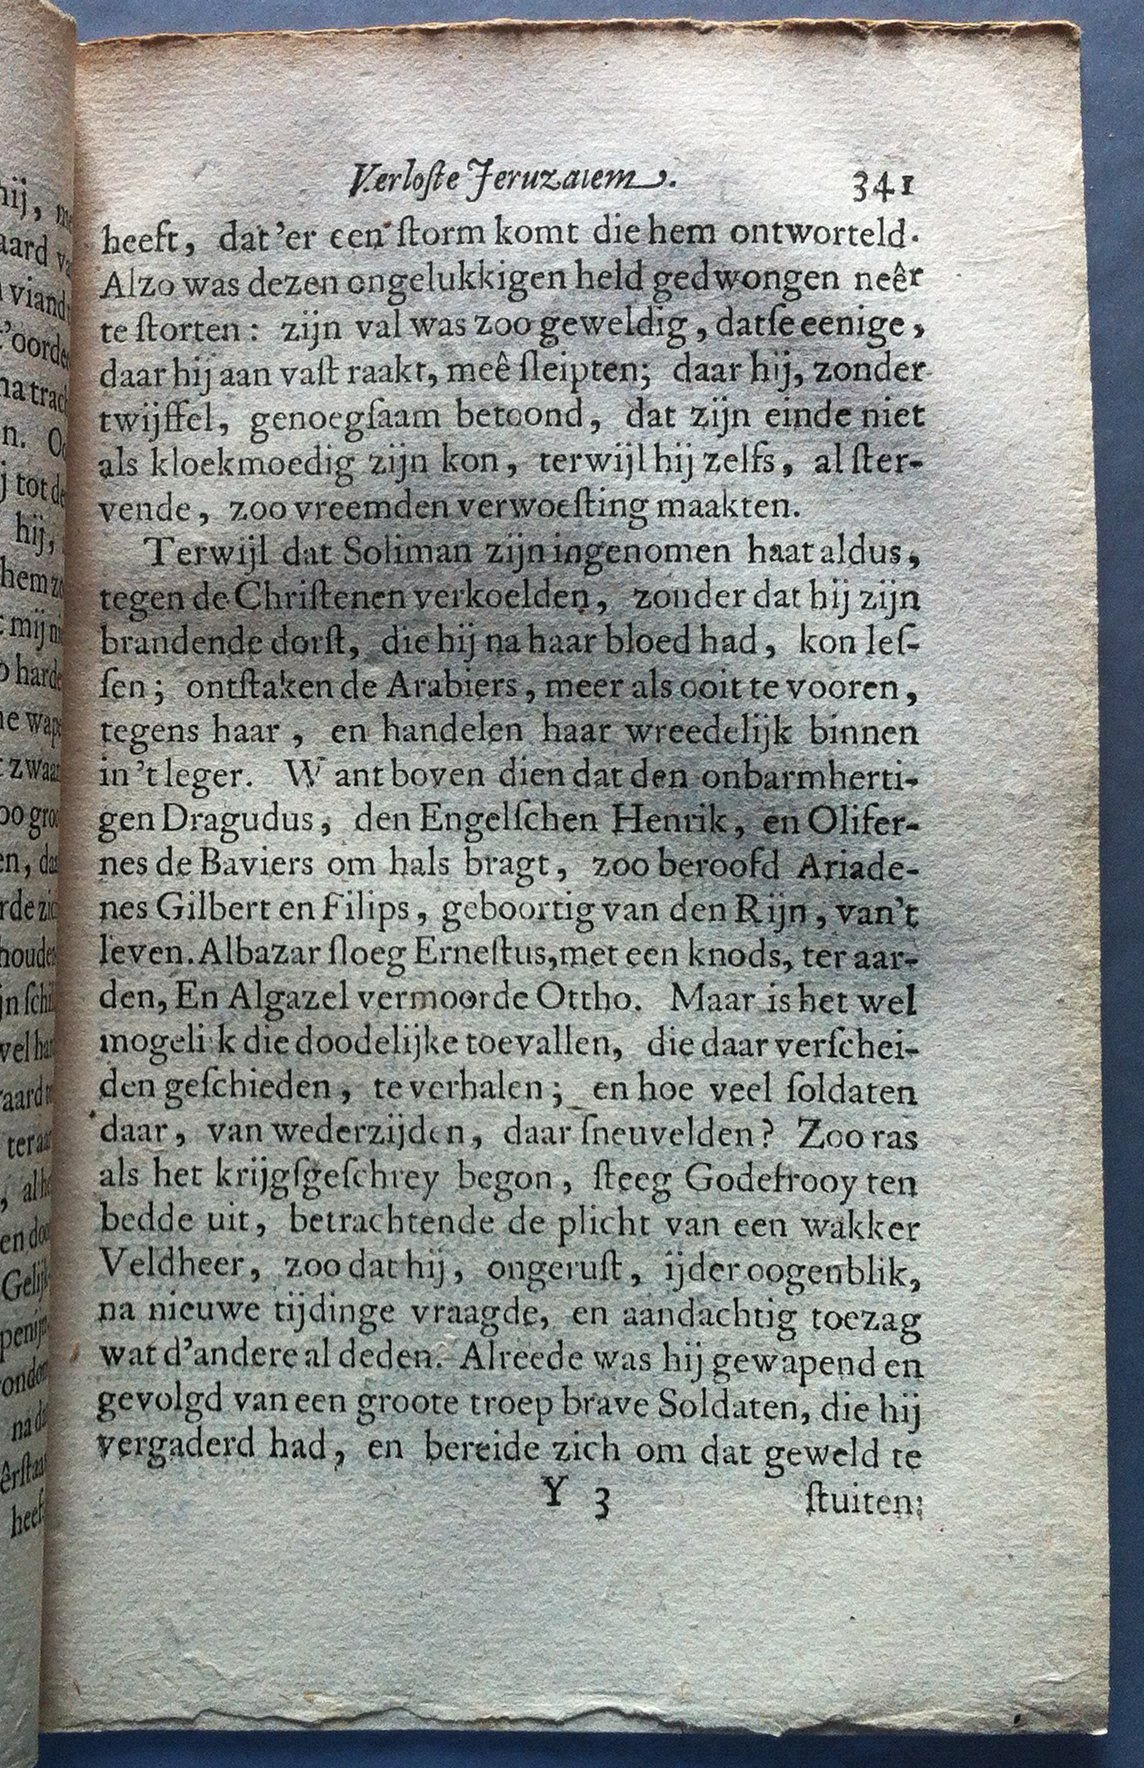 Verloſte Jeruzalem. 341
heeft, dat'er een ſtorm komt die hem ontworteld.
Alzo was dezen ongelukkigen held gedwongen neêr
te ſtorten: zijn val was zoo geweldig, datſe eenige,
daar hij aan vaſt raakt, meê ſleipten; daar hij, zonder
twijffel, genoegſaam betoond, dat zijn einde niet
als kloekmoedig zijn kon, terwijl hij zelfs, al ſter-
vende, zoo vreemden verwoeſting maakten.
Terwijl dat Soliman zijn ingenomen haat aldus,
tegen de Chriſtenen verkoelden, zonder dat hij zijn
brandende dorſt, die hij na haar bloed had, kon leſ-
ſen; ontſtaken de Arabiers, meer als ooit te vooren,
tegens haar, en handelen haar wreedelijk binnen
in 't leger. Want boven dien dat den onbarmherti-
gen Dragudus, den Engelſchen Henrik, en Olifer-
nes de Baviers om hals bragt, zoo beroofd Ariade-
nes Gilbert en Filips, geboortig van den Rijn, van't
leven. Albazar ſloeg Erneſtus, met een knods, ter aar-
den, En Algazel vermoorde Ottho. Maar is het wel
mogelijk die doodelijke toevallen, die daar verſchei-
den geſchieden, te verhalen; en hoe veel ſoldaten
daar, van wederzijden, daar ſneuvelden? Zoo ras
als het krijgſgeſchrey begon, ſteeg Godefrooy ten
bedde uit, betrachtende de plicht van een wakker
Veldheer, zoo dat hij, ongeruſt, ijder oogenblik,
na nieuwe tijdinge vraagde, en aandachtig toezag
wat d'andere al deden. Alreede was hij gewapend en
gevolgd van een groote troep brave Soldaten, die hij
vergaderd had, en bereide zich om dat geweld te
Y 3 ſtuiten;